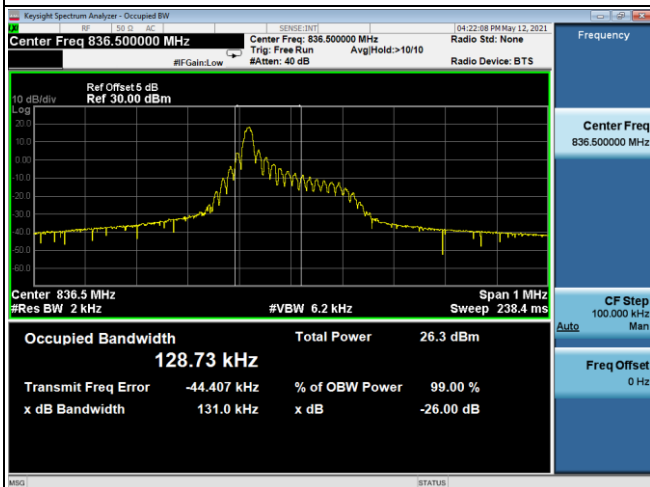 Keysight Spectrum Analyzer - Occupied BW
RF 50 Ω AC SENSE:INT 04:22:08 PM May 12, 2021
Center Freq 836.500000 MHz Center Freq: 836.500000 MHz Radio Std: None
Trig: Free Run Avg|Hold:>10/10
#IFGain:Low #Atten: 40 dB Radio Device: BTS
Ref Offset 5 dB
10 dB/div Ref 30.00 dBm
Log
20.0
10.0
0.00
-10.0
-20.0
-30.0
-40.0
-50.0
-60.0
Center 836.5 MHz Span 1 MHz
#Res BW 2 kHz #VBW 6.2 kHz Sweep 238.4 ms
Occupied Bandwidth Total Power 26.3 dBm
128.73 kHz
Transmit Freq Error -44.407 kHz % of OBW Power 99.00 %
x dB Bandwidth 131.0 kHz x dB -26.00 dB
MSG STATUS
Frequency
Center Freq
836.500000 MHz
CF Step
100.000 kHz
Auto Man
Freq Offset
0 Hz